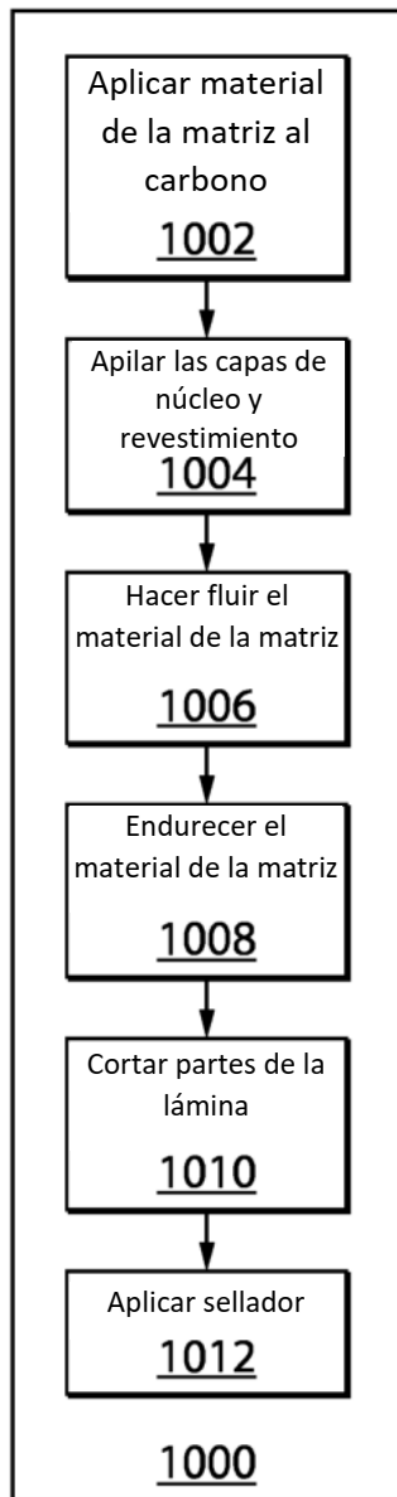 Aplicar material
de la matriz al
carbono
1002
Apilar las capas de
núcleo y
revestimiento
1004
Hacer fluir el
material de la matriz
1006
Endurecer el
material de la matriz
1008
Cortar partes de la
lámina
1010
Aplicar sellador
1012
1000